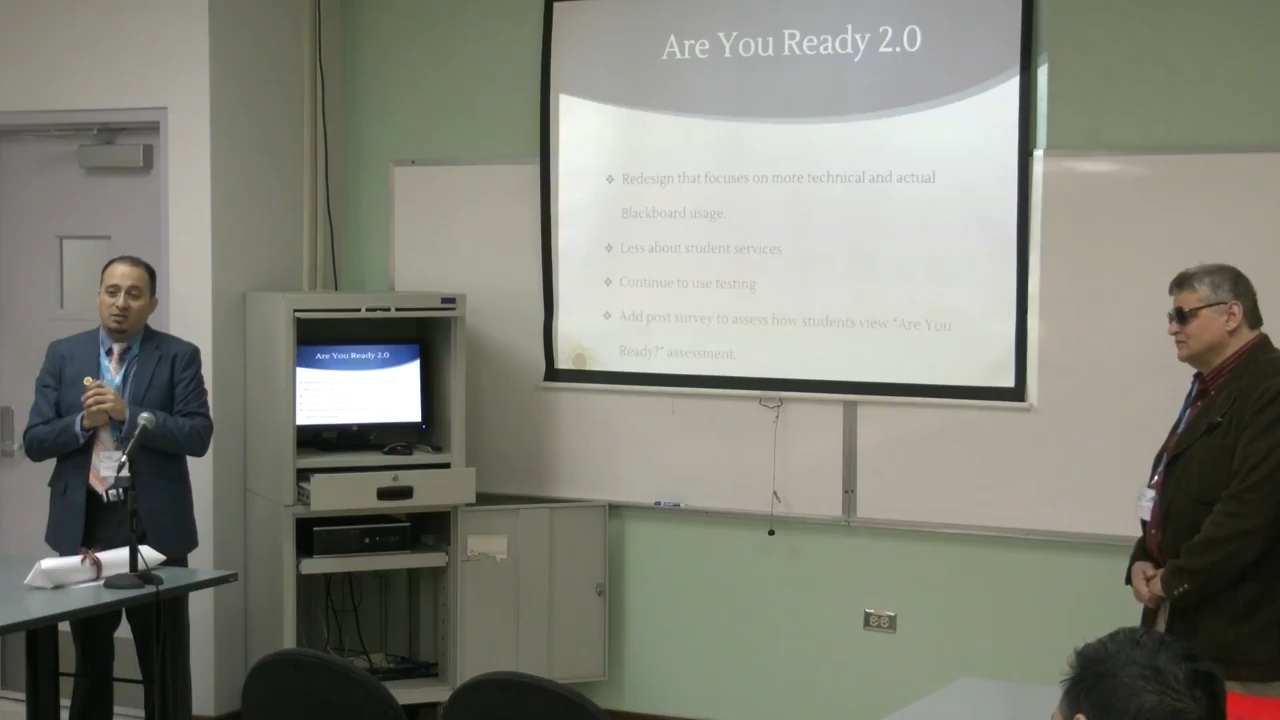 Are You Ready 2.0
❖ Redesign that focuses on more technical and actual
Blackboard usage.
❖ Less about student services
❖ Continue to use testing
❖ Add post survey to assess how students view "Are You
Ready?" assessment.
Are You Ready 2.0